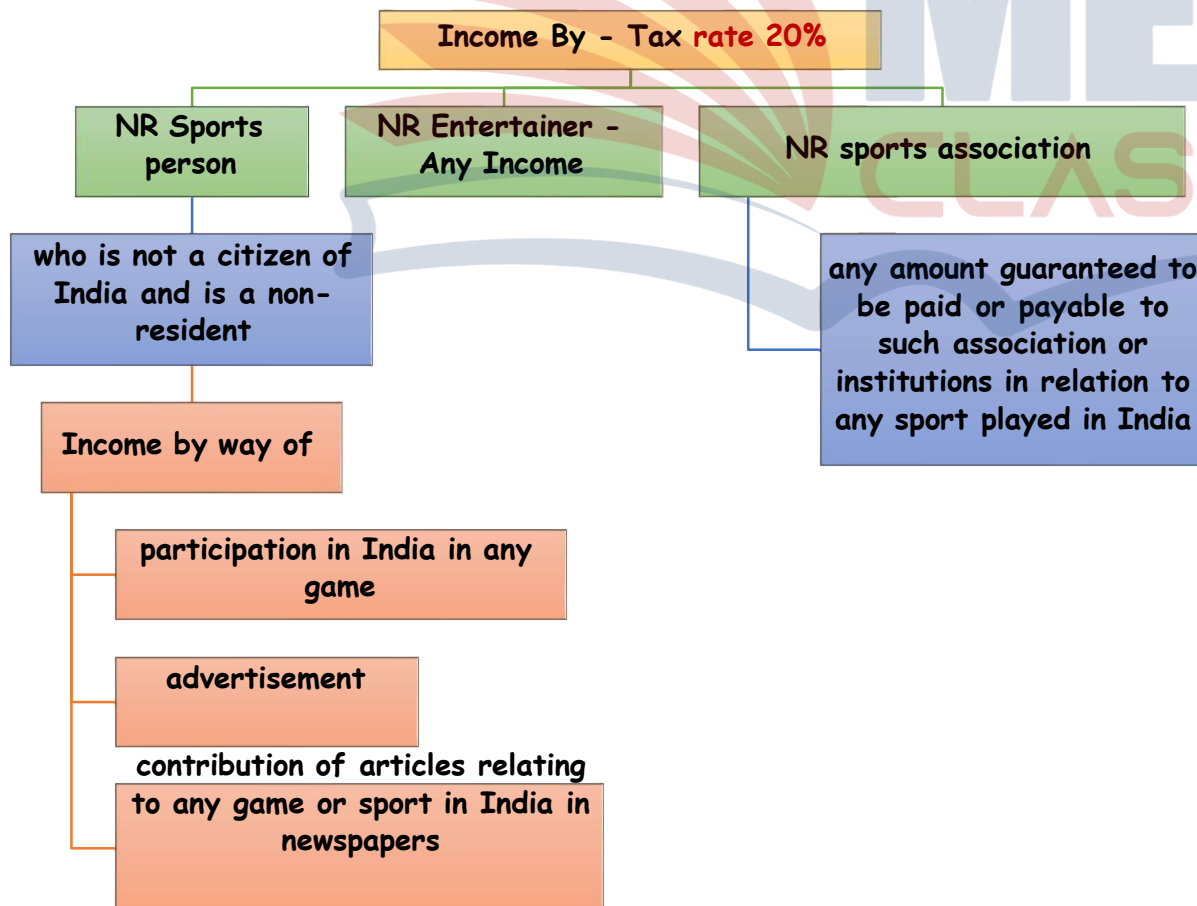 Income By - Tax rate 20%
NR Sports
person
NR Entertainer -
Any Income
NR sports association
who is not a citizen of
India and is a non-
resident
any amount guaranteed to
be paid or payable to
such association or
institutions in relation to
any sport played in India
Income by way of
participation in India in any
game
advertisement
contribution of articles relating
to any game or sport in India in
newspapers
ME
CLAS